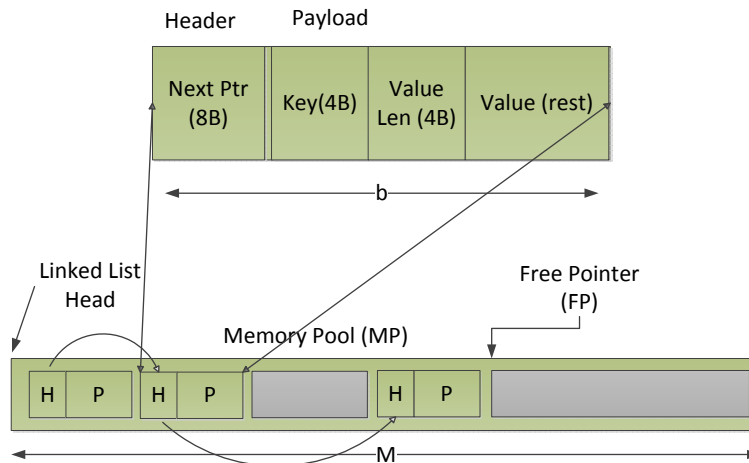 Header
Payload
Next Ptr
(8B)
Key(4B)
Value
Len (4B)
Value (rest)
b
Linked List
Head
Free Pointer
(FP)
Memory Pool (MP)
H
P
H
P
H
P
M